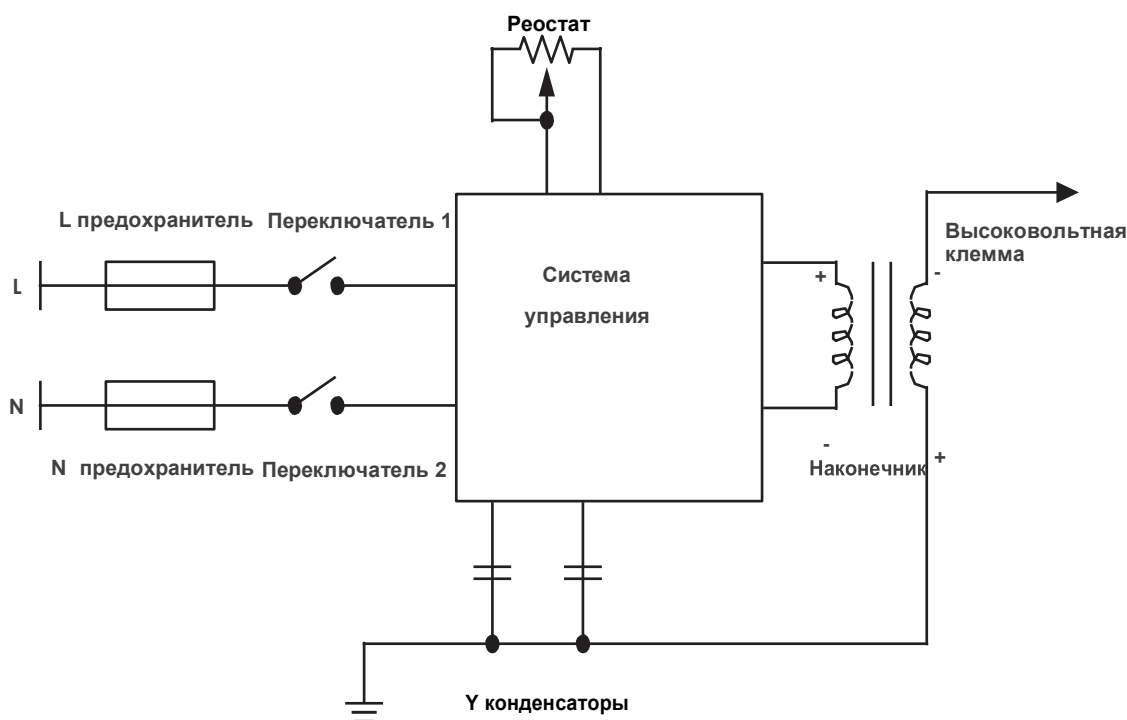 Реостат
L предохранитель Переключатель 1
Высоковольтная
клемма
L
+
-
Система
управления
N
-
+
N предохранитель Переключатель 2
Наконечник
Y конденсаторы